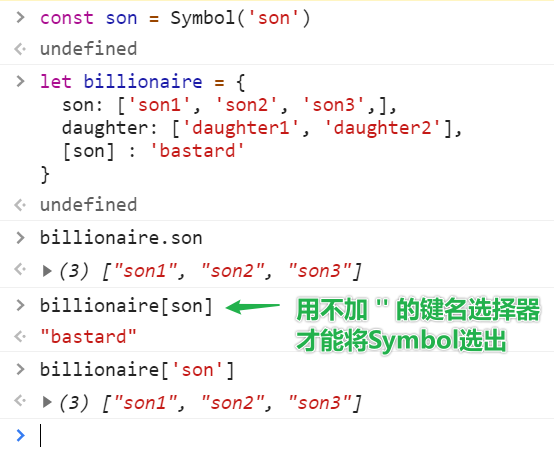 const son = Symbol('son')
undefined
let billionaire = {
  son: ['son1', 'son2', 'son3',],
  daughter: ['daughter1', 'daughter2'],
  [son] : 'bastard'
}
undefined
billionaire.son
(3) ["son1", "son2", "son3"]
billionaire[son]
用不加 '' 的键名选择器
才能将Symbol选出
"bastard"
billionaire['son']
(3) ["son1", "son2", "son3"]